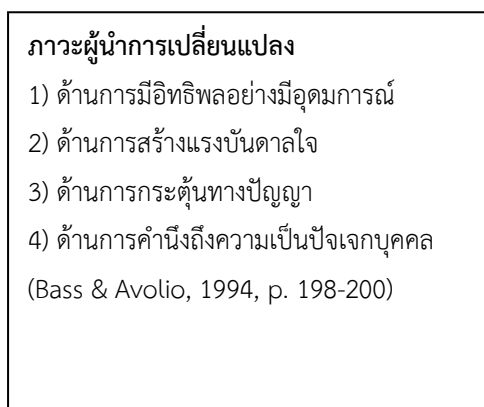 ภาวะผู้นำการเปลี่ยนแปลง
1) ด้านการมีอิทธิพลอย่างมีอุดมการณ์
2) ด้านการสร้างแรงบันดาลใจ
3) ด้านการกระตุ้นทางปัญญา
4) ด้านการคำนึงถึงความเป็นปัจเจกบุคคล
(Bass & Avolio, 1994, p. 198-200)